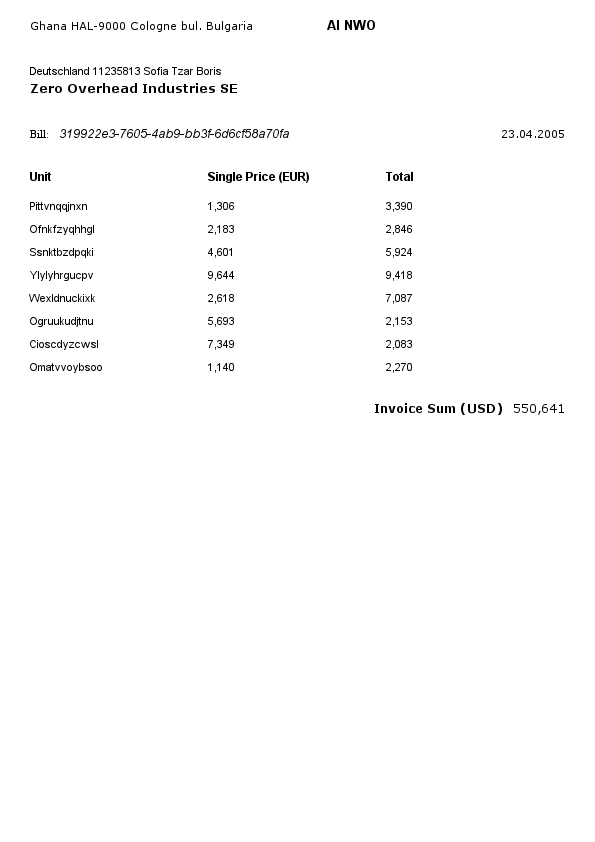 Ghana HAL-9000 Cologne bul. Bulgaria AI NWO
Deutschland 11235813 Sofia Tzar Boris
Zero Overhead Industries SE
Bill: 319922e3-7605-4ab9-bb3f-6d6cf58a70fa 23.04.2005
Unit Single Price (EUR) Total
Pittvnqqjnxn 1,306 3,390
Ofnkfzyqhhgl 2,183 2,846
Ssnktbzdpqki 4,601 5,924
Ylylyhrgucpv 9,644 9,418
Wexldnuckixk 2,618 7,087
Ogruukudjtnu 5,693 2,153
Cioscdyzcwsl 7,349 2,083
Omatvvoybsoo 1,140 2,270
Invoice Sum (USD) 550,641